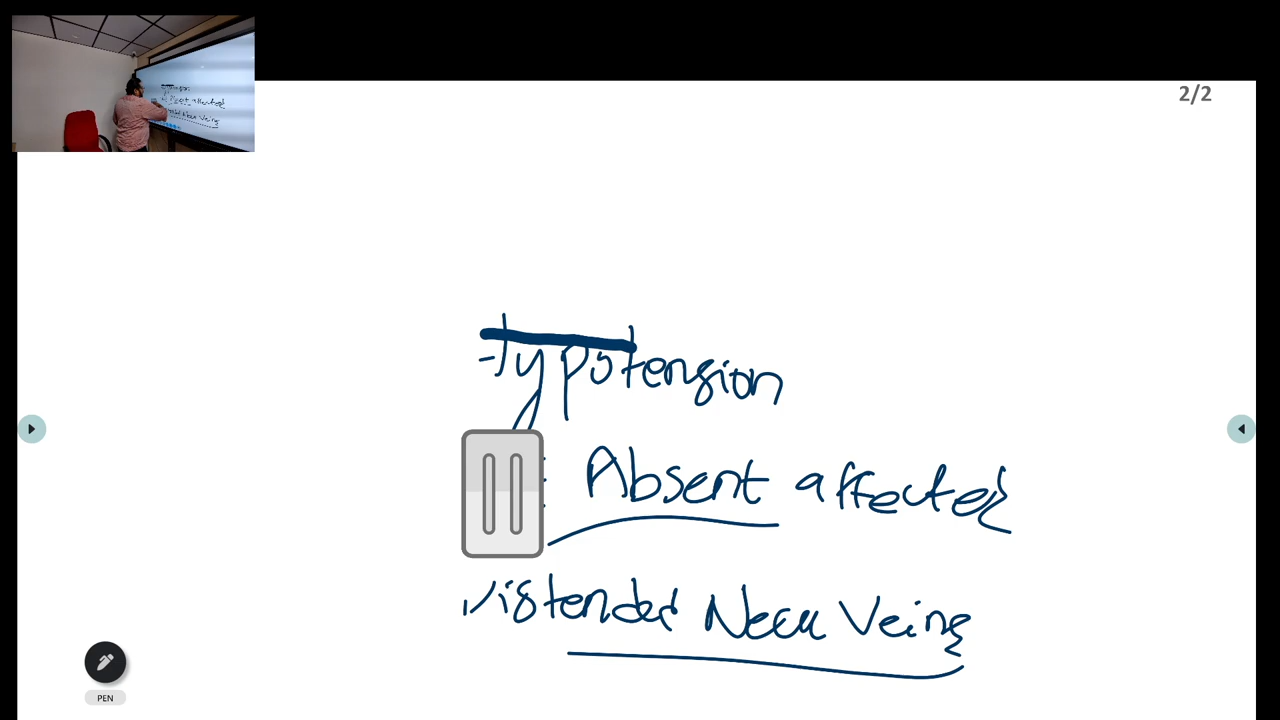 2/2
Hypotension
: Absent affected
Distended Neck Veins
PEN